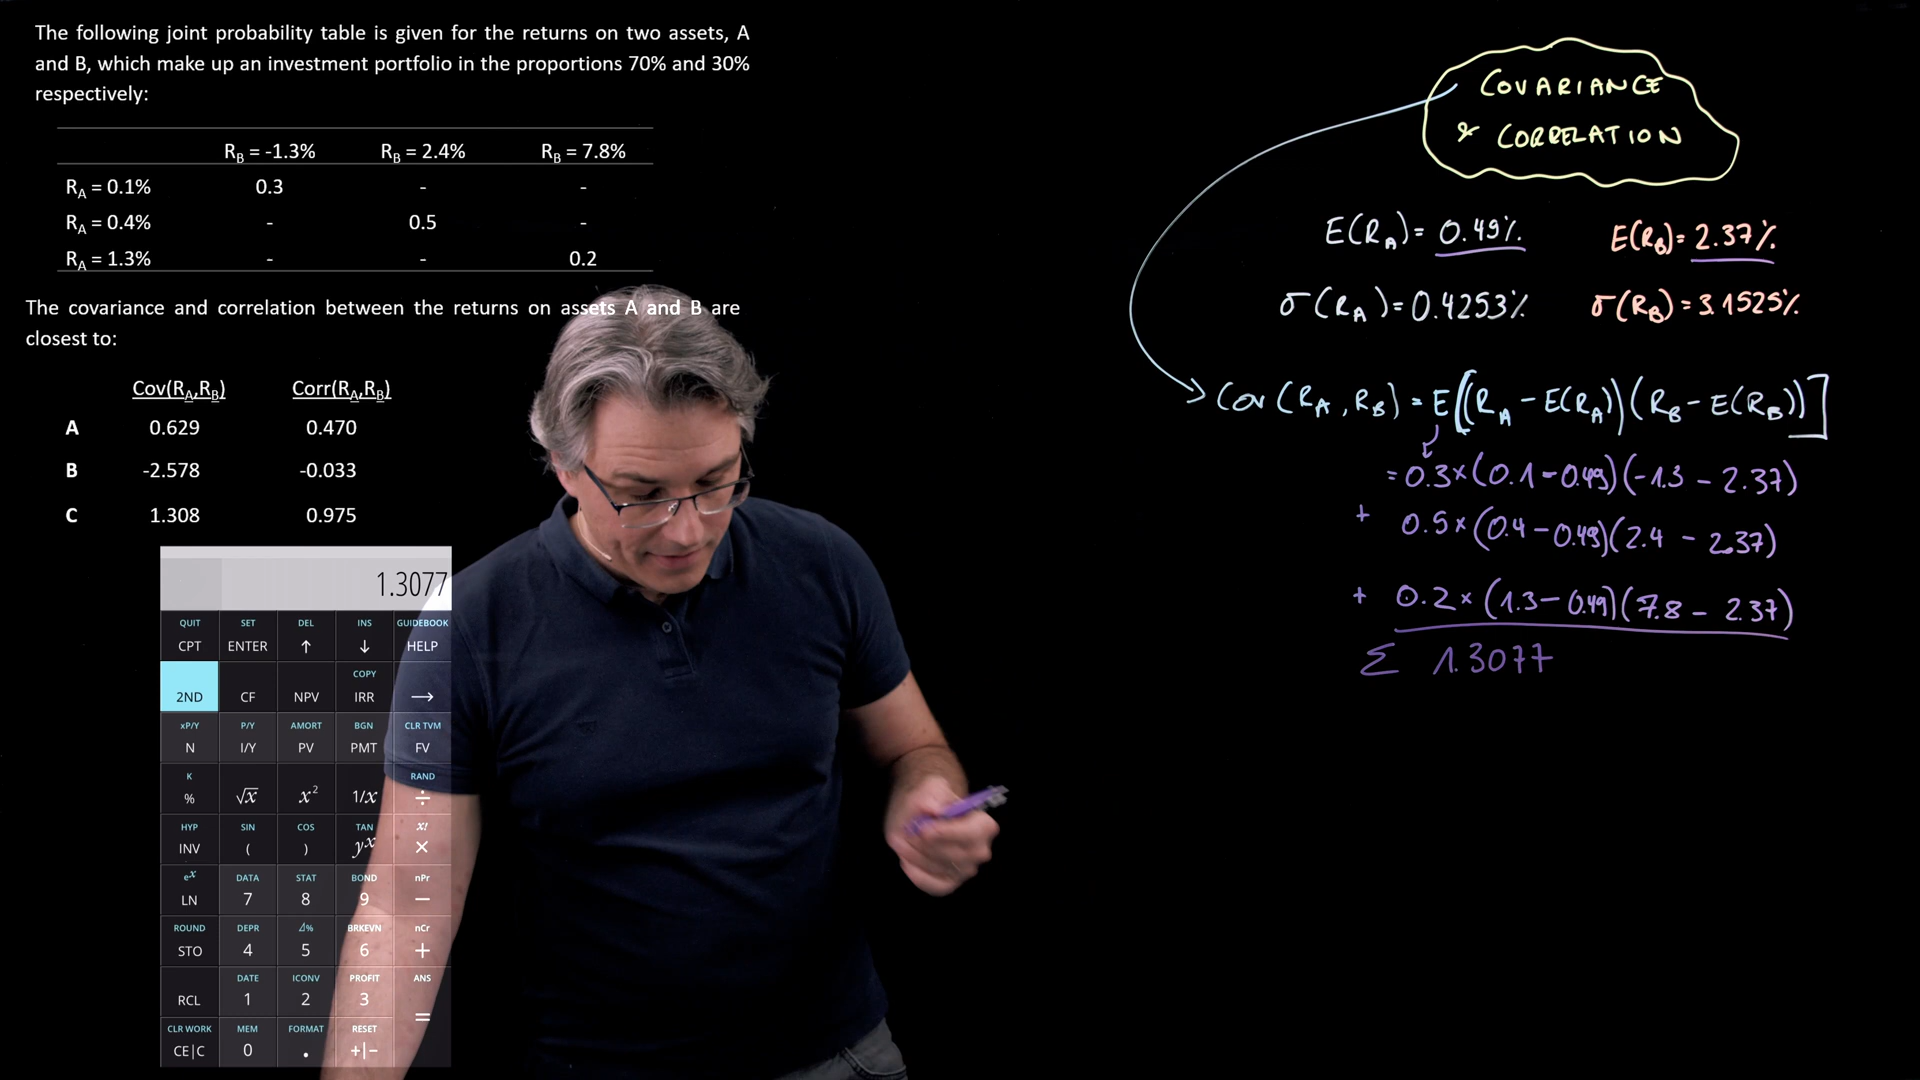 The following joint probability table is given for the returns on two assets, A
and B, which make up an investment portfolio in the proportions 70% and 30%
respectively:
R_B = -1.3% R_B = 2.4% R_B = 7.8%
R_A = 0.1% 0.3 - -
R_A = 0.4% - 0.5 -
R_A = 1.3% - - 0.2
The covariance and correlation between the returns on assets A and B are
closest to:
Cov(R_A,R_B) Corr(R_A,R_B)
A 0.629 0.470
B -2.578 -0.033
C 1.308 0.975
1.3077
QUIT SET DEL INS GUIDEBOOK
CPT ENTER ↑ ↓ HELP
COPY
2ND CF NPV IRR →
xP/Y P/Y AMORT BGN CLR TVM
N I/Y PV PMT FV
K RAND
% √x x² 1/x ÷
HYP SIN COS TAN x!
INV ( ) yˣ ×
eˣ DATA STAT BOND nPr
LN 7 8 9 −
ROUND DEPR Δ% BRKEVN nCr
STO 4 5 6 +
DATE ICONV PROFIT ANS
RCL 1 2 3 =
CLR WORK MEM FORMAT RESET
CE|C 0 . +|−
COVARIANCE
& CORRELATION
E(R_A) = 0.49% E(R_B) = 2.37%
σ(R_A) = 0.4253% σ(R_B) = 3.1525%
Cov(R_A, R_B) = E[(R_A − E(R_A))(R_B − E(R_B))]
= 0.3×(0.1−0.49)(−1.3 − 2.37)
+ 0.5×(0.4−0.49)(2.4 − 2.37)
+ 0.2×(1.3−0.49)(7.8 − 2.37)
Σ 1.3077